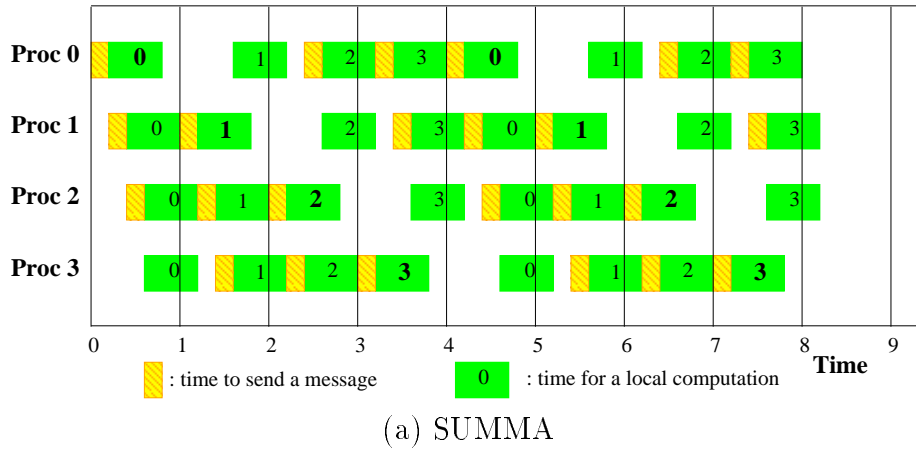 Proc 0 0 1 2 3 0 1 2 3
Proc 1 0 1 2 3 0 1 2 3
Proc 2 0 1 2 3 0 1 2 3
Proc 3 0 1 2 3 0 1 2 3
0 1 2 3 4 5 6 7 8 9
Time
: time to send a message 0 : time for a local computation
(a) SUMMA